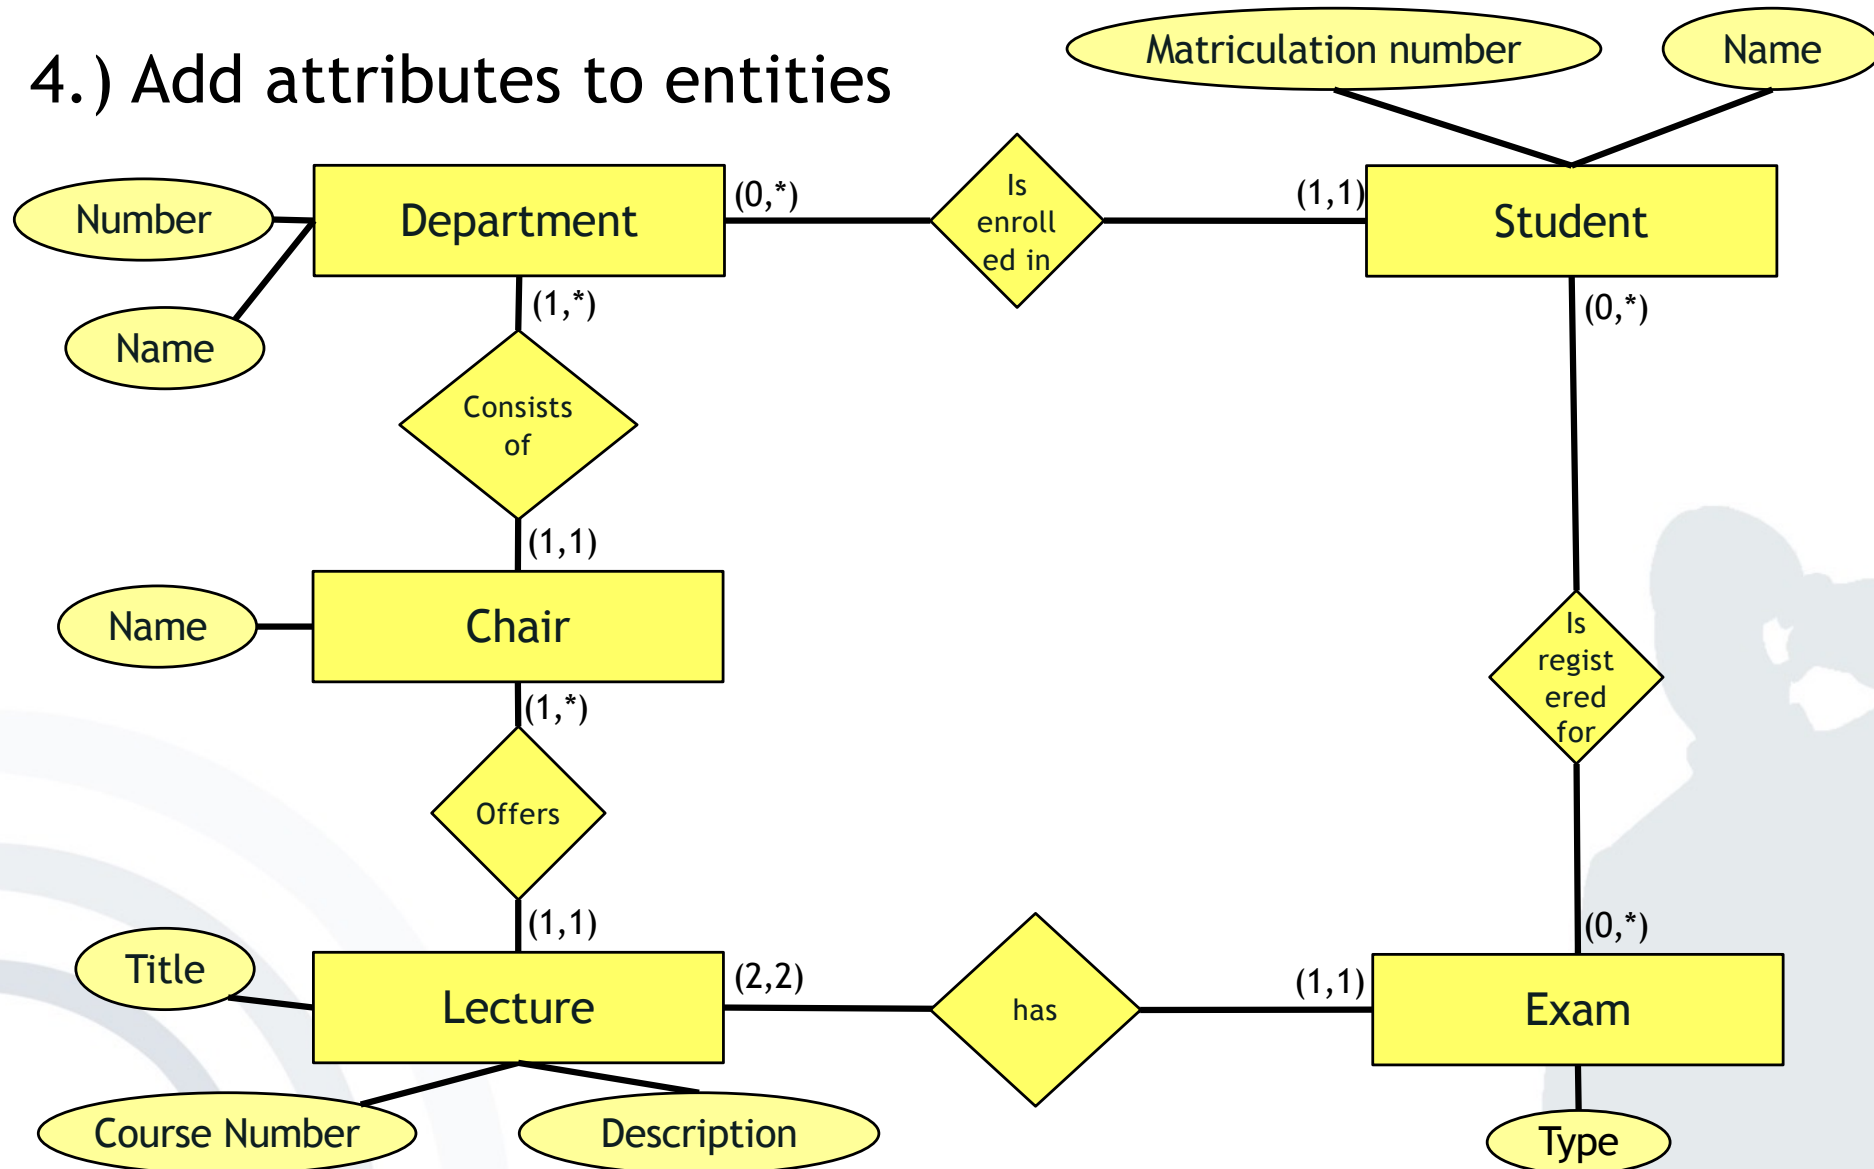 4.) Add attributes to entities
Matriculation number
Name
Number
Name
Department
(0,*)
Is
enroll
ed in
(1,1)
Student
(1,*)
(0,*)
Consists
of
(1,1)
Name
Chair
Is
regist
ered
for
(1,*)
Offers
(1,1)
(0,*)
Title
Lecture
(2,2)
has
(1,1)
Exam
Course Number
Description
Type